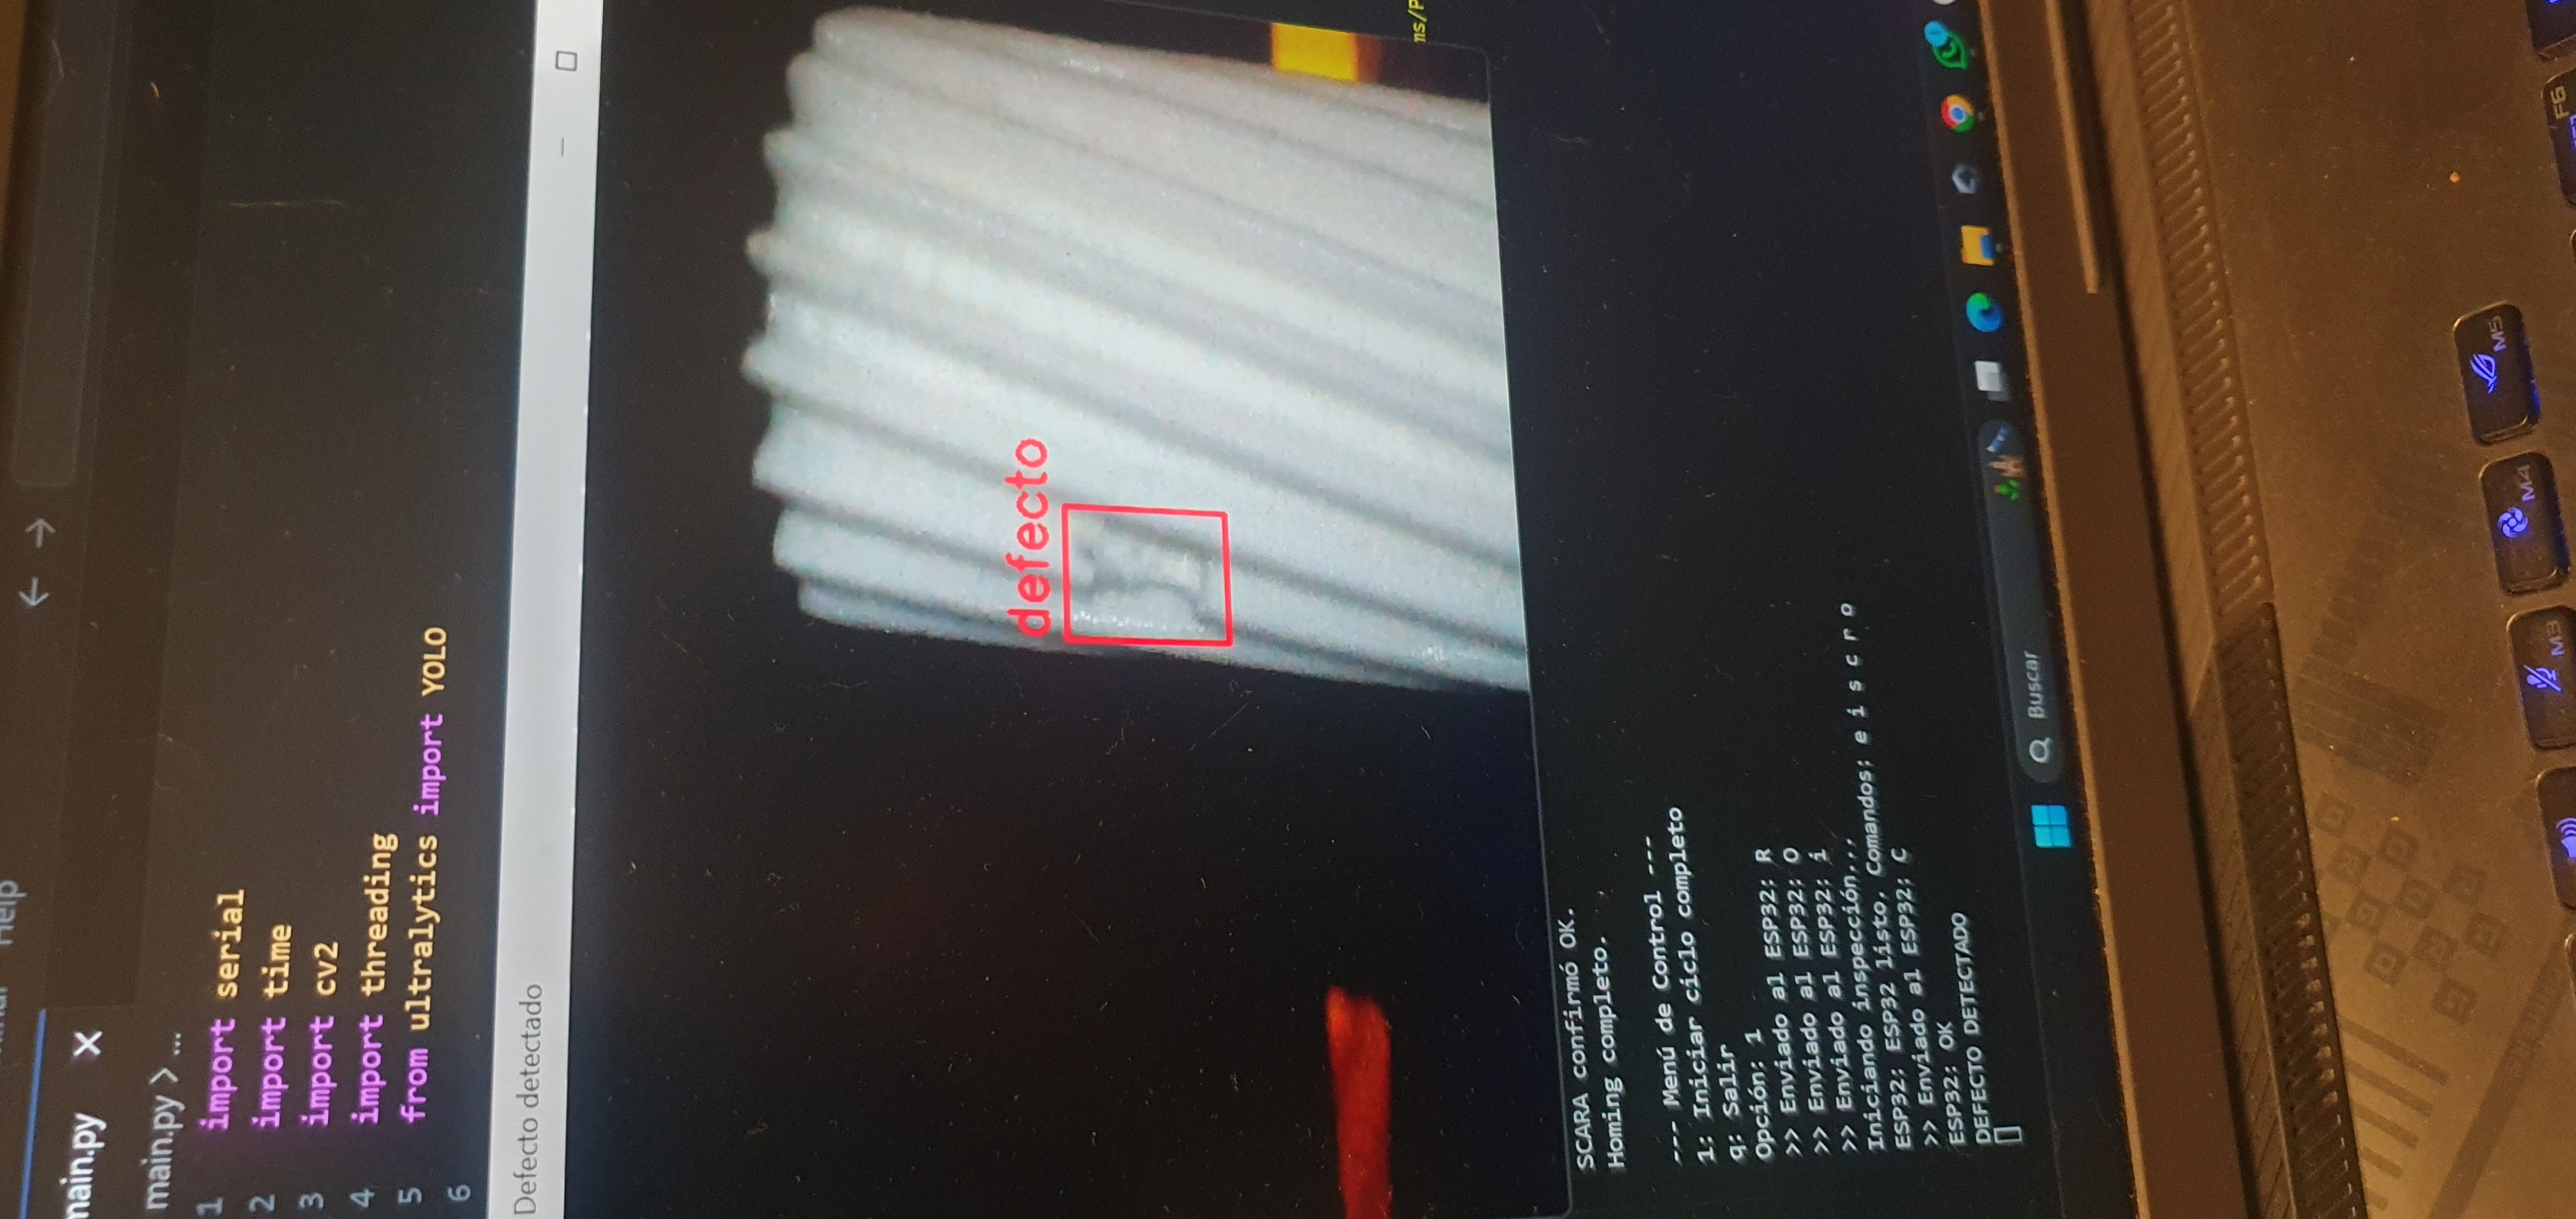 Help
← →
main.py ×
main.py > ...
1 import serial
2 import time
3 import cv2
4 import threading
5 from ultralytics import YOLO
6
Defecto detectado
defecto
ms/P
SCARA confirmó OK.
Homing completo.
--- Menú de Control ---
1: Iniciar ciclo completo
q: Salir
Opción: 1
>> Enviado al ESP32: R
>> Enviado al ESP32: O
>> Enviado al ESP32: i
Iniciando inspección...
ESP32: ESP32 listo. Comandos: e i s c r o
>> Enviado al ESP32: C
ESP32: OK
DEFECTO DETECTADO
Buscar
M3
M4
M5
F6